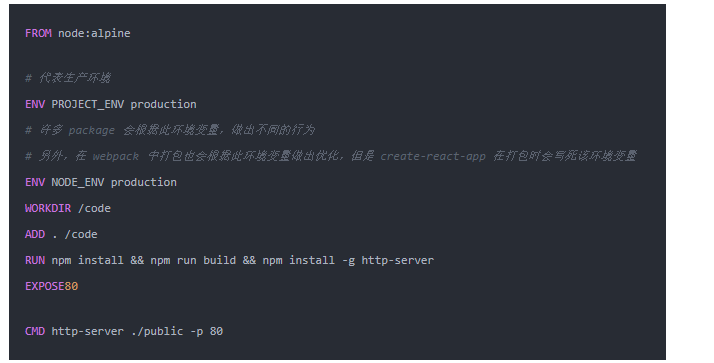 FROM node:alpine
# 代表生产环境
ENV PROJECT_ENV production
# 许多 package 会根据此环境变量，做出不同的行为
# 另外，在 webpack 中打包也会根据此环境变量做出优化，但是 create-react-app 在打包时会写死该环境变量
ENV NODE_ENV production
WORKDIR /code
ADD . /code
RUN npm install && npm run build && npm install -g http-server
EXPOSE80
CMD http-server ./public -p 80